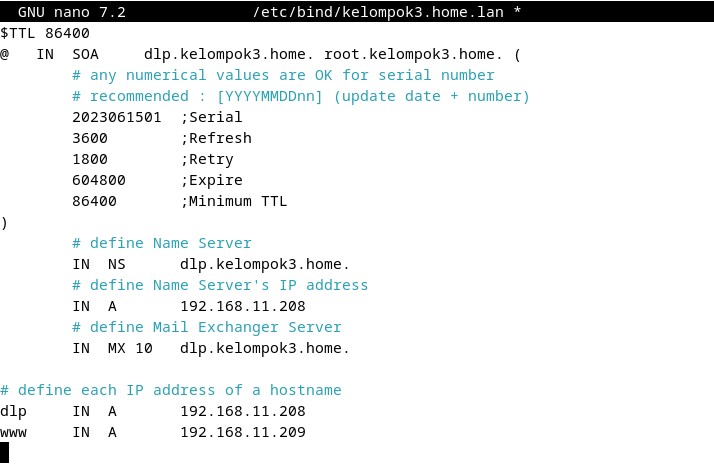 GNU nano 7.2 /etc/bind/kelompok3.home.lan *
$TTL 86400
@ IN SOA dlp.kelompok3.home. root.kelompok3.home. (
# any numerical values are OK for serial number
# recommended : [YYYYMMDDnn] (update date + number)
2023061501 ;Serial
3600 ;Refresh
1800 ;Retry
604800 ;Expire
86400 ;Minimum TTL
)
# define Name Server
IN NS dlp.kelompok3.home.
# define Name Server's IP address
IN A 192.168.11.208
# define Mail Exchanger Server
IN MX 10 dlp.kelompok3.home.
# define each IP address of a hostname
dlp IN A 192.168.11.208
www IN A 192.168.11.209